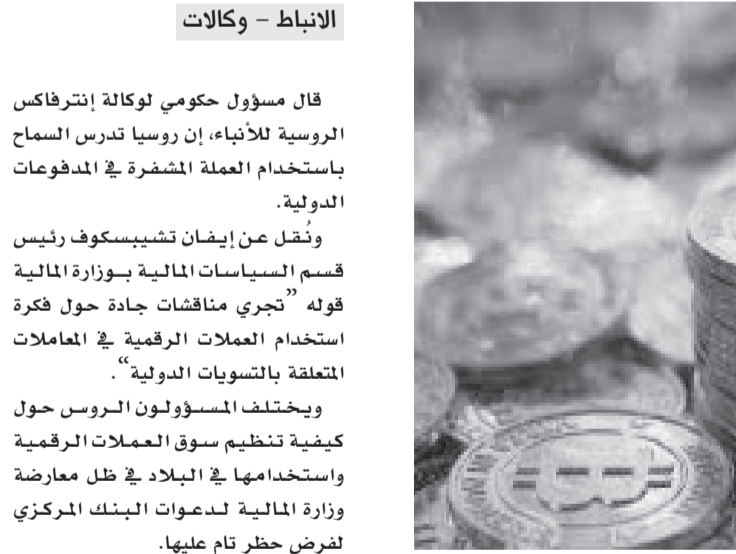 الانباط – وكالات
قال مسؤول حكومي لوكالة إنترفاكس
الروسية للأنباء، إن روسيا تدرس السماح
باستخدام العملة المشفرة في المدفوعات
الدولية.
ونُقل عن إيفان تشيبسكوف رئيس
قسم السياسات المالية بوزارة المالية
قوله ”تجري مناقشات جادة حول فكرة
استخدام العملات الرقمية في المعاملات
المتعلقة بالتسويات الدولية“.
ويختلف المسؤولون الروس حول
كيفية تنظيم سوق العملات الرقمية
واستخدامها في البلاد في ظل معارضة
وزارة المالية لدعوات البنك المركزي
لفرض حظر تام عليها.